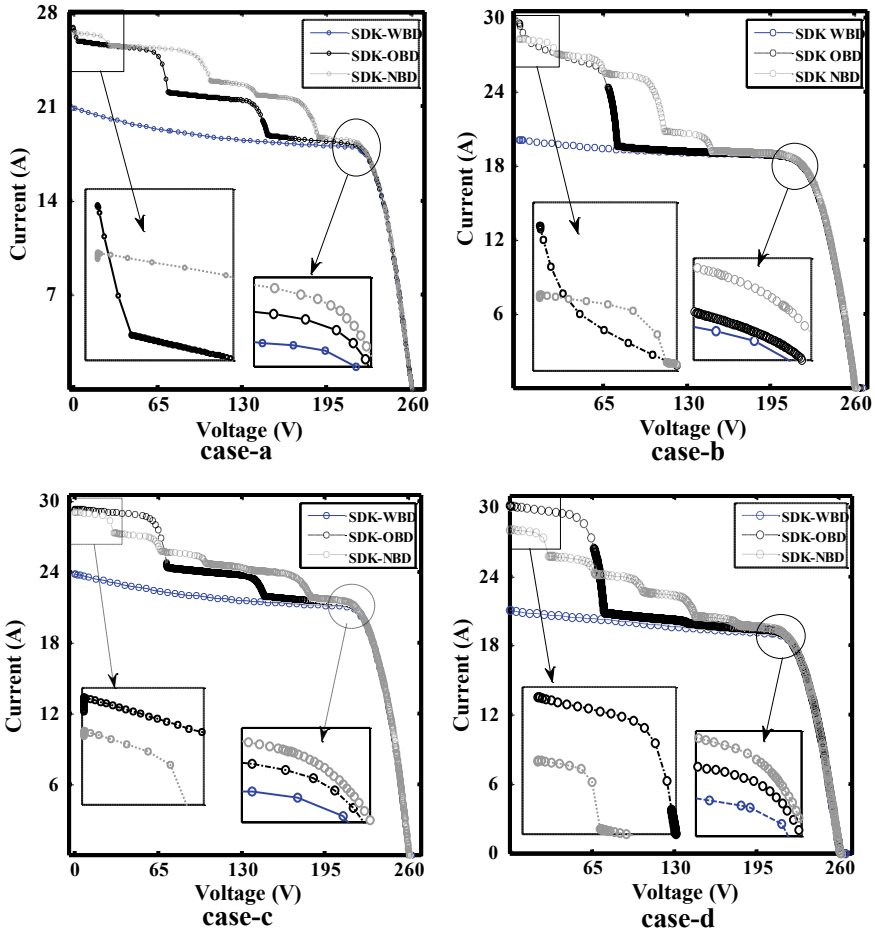 28
21
14
7
Current (A)
SDK-WBD
SDK-OBD
SDK-NBD
0 65 130 195 260
Voltage (V)
case-a
30
24
18
12
6
Current (A)
SDK WBD
SDK OBD
SDK NBD
65 130 195 260
Voltage (V)
case-b
30
24
18
12
6
Current (A)
SDK-WBD
SDK-OBD
SDK-NBD
0 65 130 195 260
Voltage (V)
case-c
30
24
18
12
6
0
Current (A)
SDK-WBD
SDK-OBD
SDK-NBD
65 130 195 260
Voltage (V)
case-d